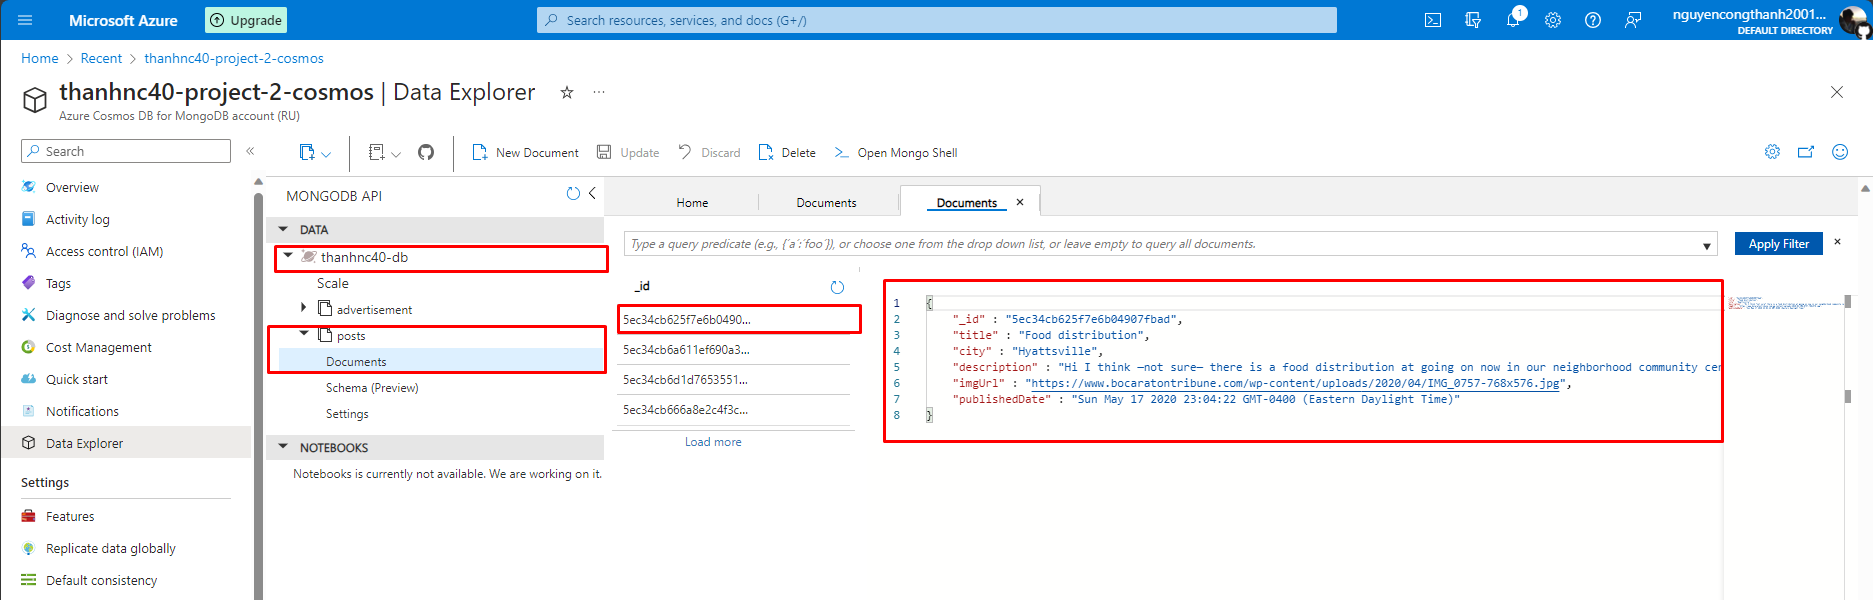 Microsoft Azure
Upgrade
Search resources, services, and docs (G+/)
1
nguyencongthanh2001...
DEFAULT DIRECTORY
Home > Recent > thanhnc40-project-2-cosmos
thanhnc40-project-2-cosmos | Data Explorer
Azure Cosmos DB for MongoDB account (RU)
Search
New Document
Update
Discard
Delete
Open Mongo Shell
Overview
Activity log
Access control (IAM)
Tags
Diagnose and solve problems
Cost Management
Quick start
Notifications
Data Explorer
Settings
Features
Replicate data globally
Default consistency
MONGODB API
DATA
thanhnc40-db
Scale
advertisement
posts
Documents
Schema (Preview)
Settings
NOTEBOOKS
Notebooks is currently not available. We are working on it.
Home
Documents
Documents
Type a query predicate (e.g., {´a´:´foo´}), or choose one from the drop down list, or leave empty to query all documents.
Apply Filter
_id
5ec34cb625f7e6b0490...
5ec34cb6a611ef690a3...
5ec34cb6d1d7653551...
5ec34cb666a8e2c4f3c...
Load more
1 {
2 "_id" : "5ec34cb625f7e6b04907fbad",
3 "title" : "Food distribution",
4 "city" : "Hyattsville",
5 "description" : "Hi I think —not sure— there is a food distribution at going on now in our neighborhood community cer
6 "imgUrl" : "https://www.bocaratontribune.com/wp-content/uploads/2020/04/IMG_0757-768x576.jpg",
7 "publishedDate" : "Sun May 17 2020 23:04:22 GMT-0400 (Eastern Daylight Time)"
8 }